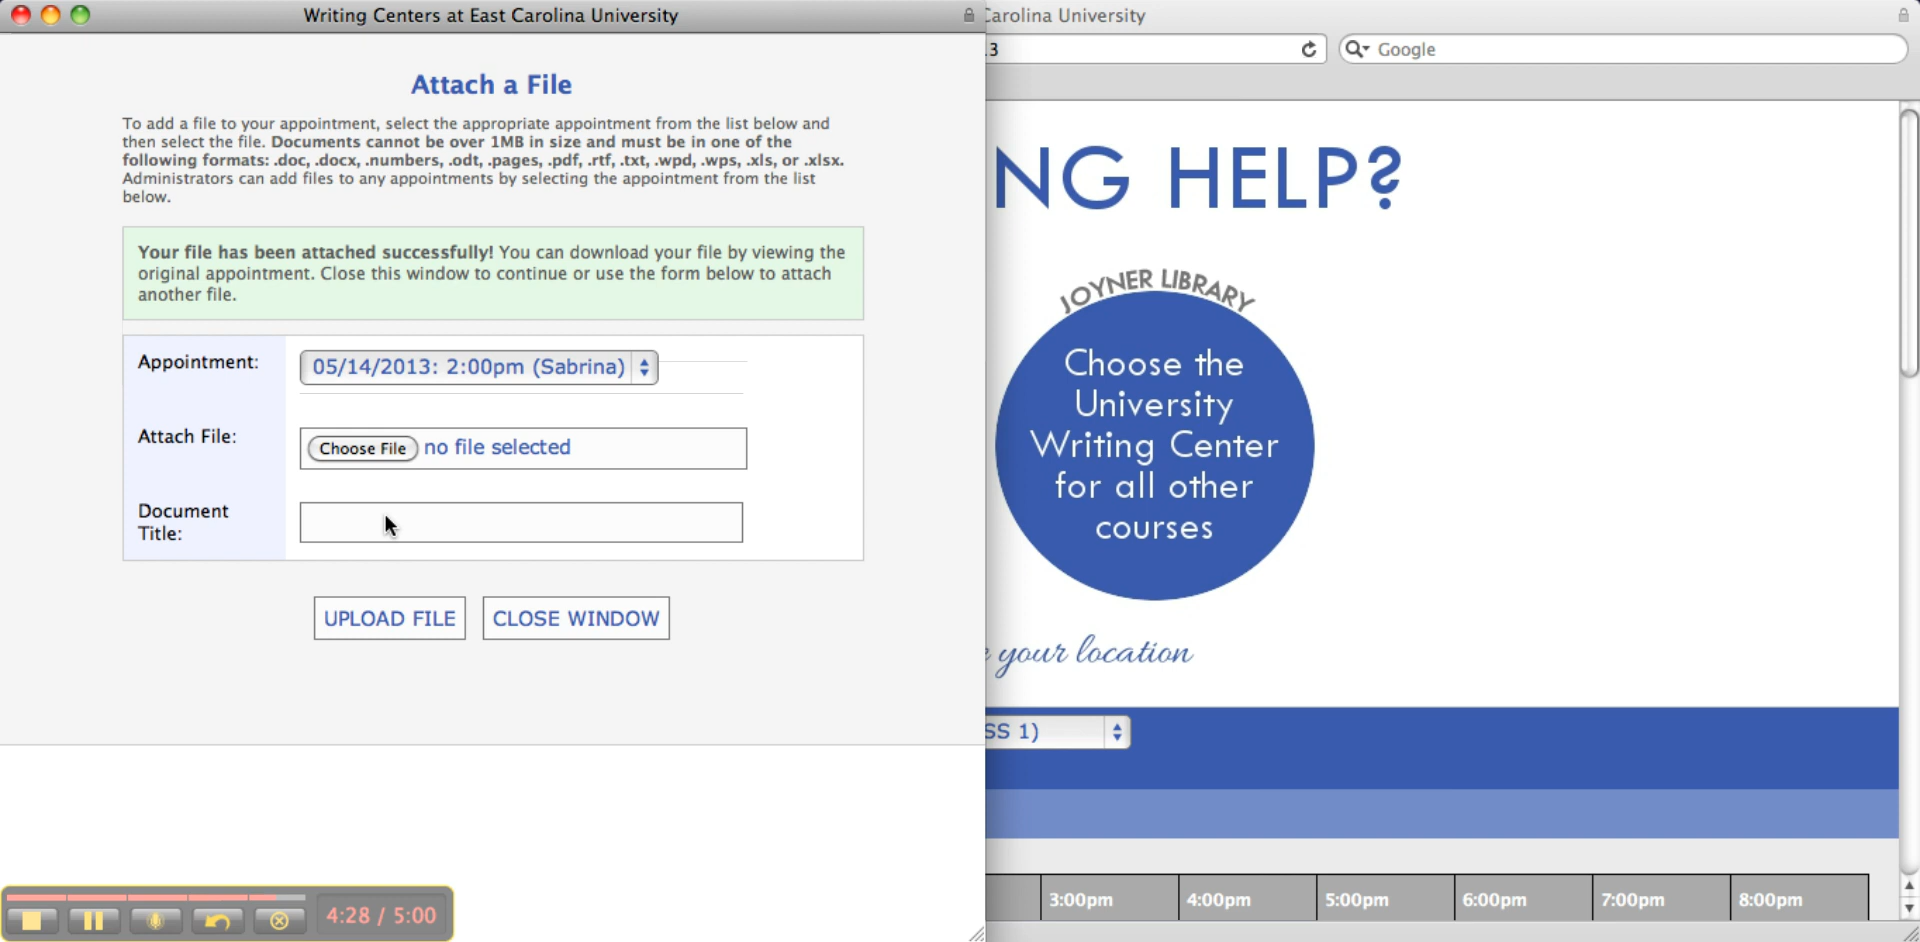 Writing Centers at East Carolina University
Carolina University
Google
Attach a File
To add a file to your appointment, select the appropriate appointment from the list below and
then select the file. Documents cannot be over 1MB in size and must be in one of the
following formats: .doc, .docx, .numbers, .odt, .pages, .pdf, .rtf, .txt, .wpd, .wps, .xls, or .xlsx.
Administrators can add files to any appointments by selecting the appointment from the list
below.
Your file has been attached successfully! You can download your file by viewing the
original appointment. Close this window to continue or use the form below to attach
another file.
Appointment:
05/14/2013: 2:00pm (Sabrina)
Attach File:
Choose File no file selected
Document
Title:
UPLOAD FILE
CLOSE WINDOW
4:28 / 5:00
3
NG HELP?
JOYNER LIBRARY
Choose the
University
Writing Center
for all other
courses
your location
SS 1)
3:00pm
4:00pm
5:00pm
6:00pm
7:00pm
8:00pm